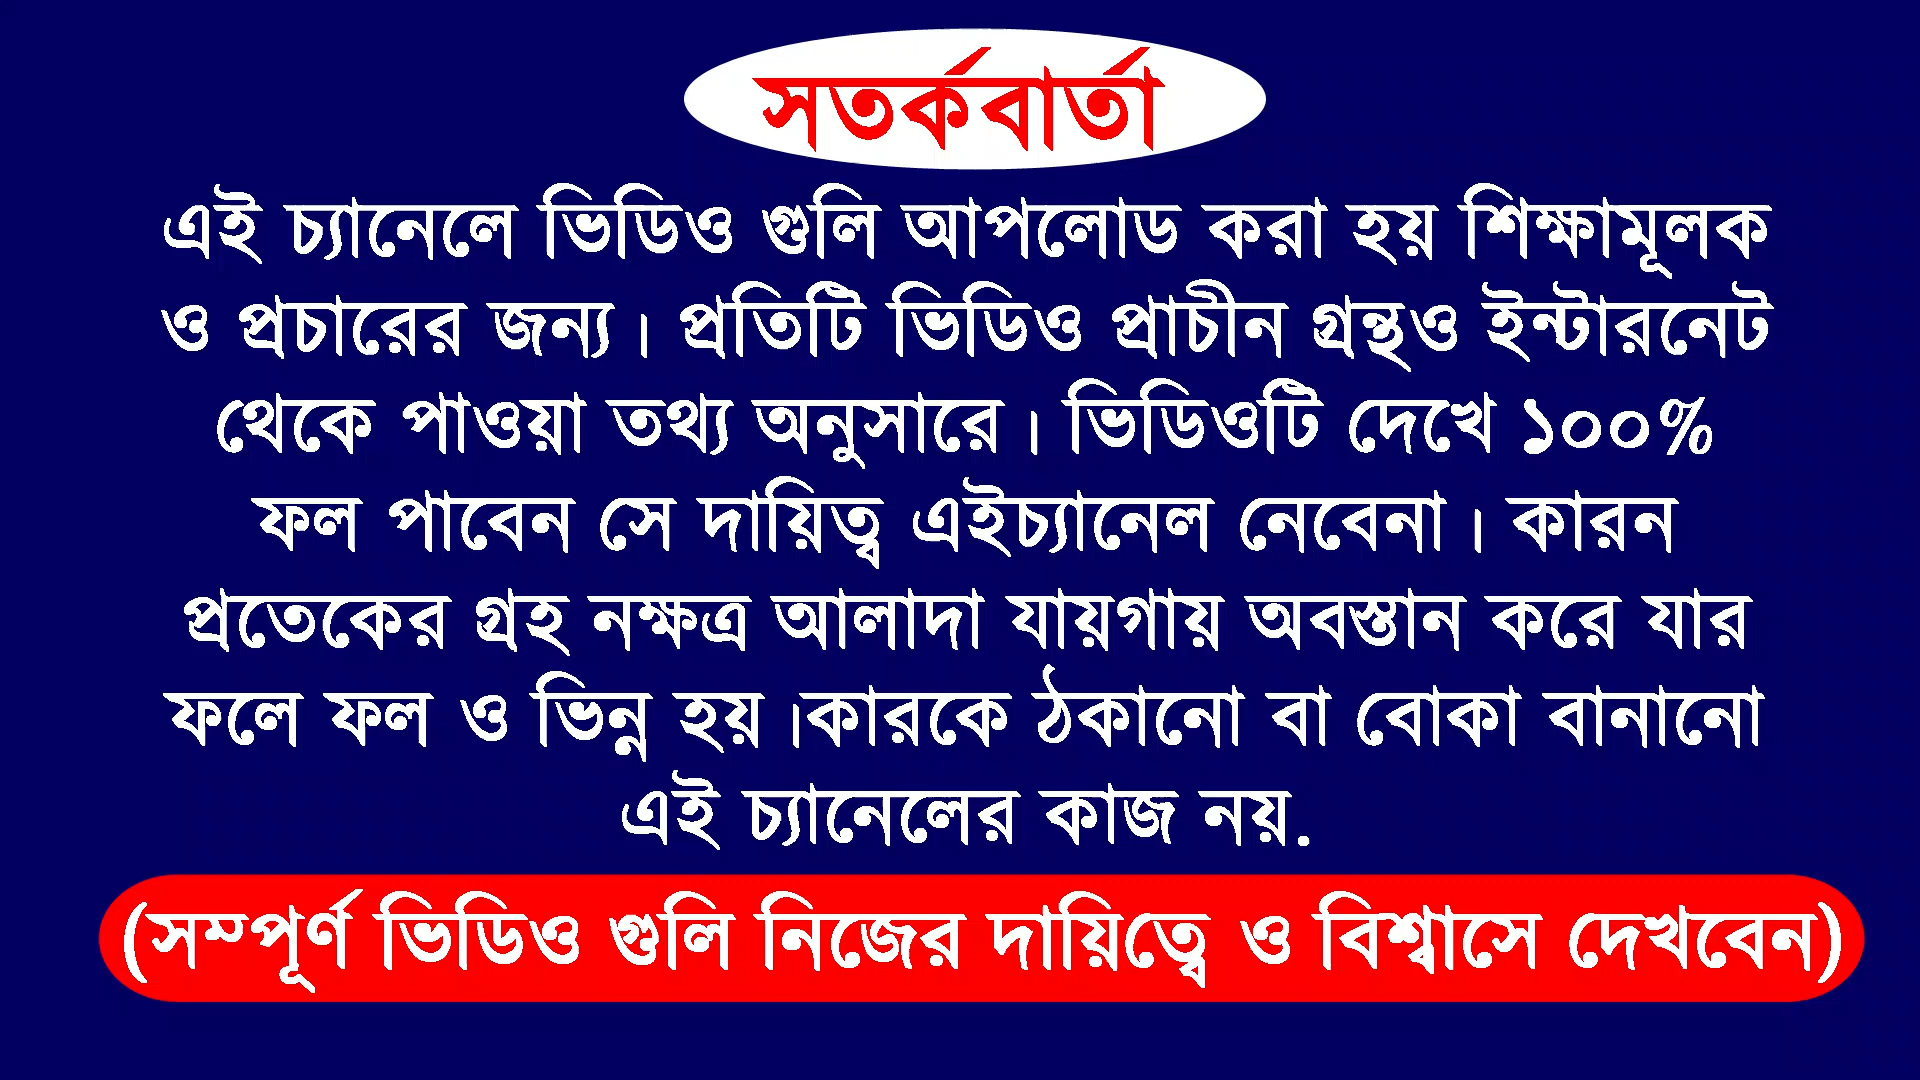 সতর্কবার্তা
এই চ্যানেলে ভিডিও গুলি আপলোড করা হয় শিক্ষামূলক
ও প্রচারের জন্য। প্রতিটি ভিডিও প্রাচীন গ্রন্থও ইন্টারনেট
থেকে পাওয়া তথ্য অনুসারে। ভিডিওটি দেখে ১০০%
ফল পাবেন সে দায়িত্ব এইচ্যানেল নেবেনা। কারন
প্রতেকের গ্রহ নক্ষত্র আলাদা যায়গায় অবস্তান করে যার
ফলে ফল ও ভিন্ন হয়।কারকে ঠকানো বা বোকা বানানো
এই চ্যানেলের কাজ নয়.
(সম্পূর্ণ ভিডিও গুলি নিজের দায়িত্বে ও বিশ্বাসে দেখবেন)